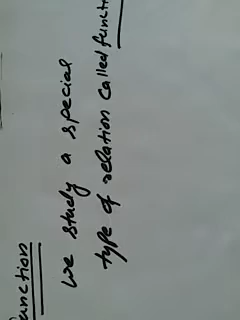 unction
we study a special
type of relation called functi